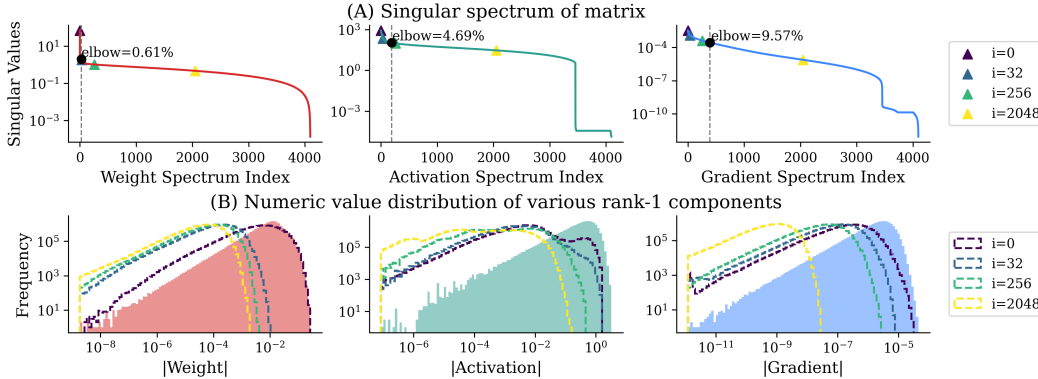 (A) Singular spectrum of matrix
Singular Values
10^1
10^-1
10^-3
elbow=0.61%
0 1000 2000 3000 4000
Weight Spectrum Index
10^3
10^0
10^-3
elbow=4.69%
0 1000 2000 3000 4000
Activation Spectrum Index
10^-4
10^-7
10^-10
elbow=9.57%
0 1000 2000 3000 4000
Gradient Spectrum Index
i=0
i=32
i=256
i=2048
(B) Numeric value distribution of various rank-1 components
Frequency
10^5
10^3
10^1
10^-8 10^-6 10^-4 10^-2
|Weight|
10^5
10^3
10^1
10^-6 10^-4 10^-2 10^0
|Activation|
10^5
10^3
10^1
10^-11 10^-9 10^-7 10^-5
|Gradient|
i=0
i=32
i=256
i=2048